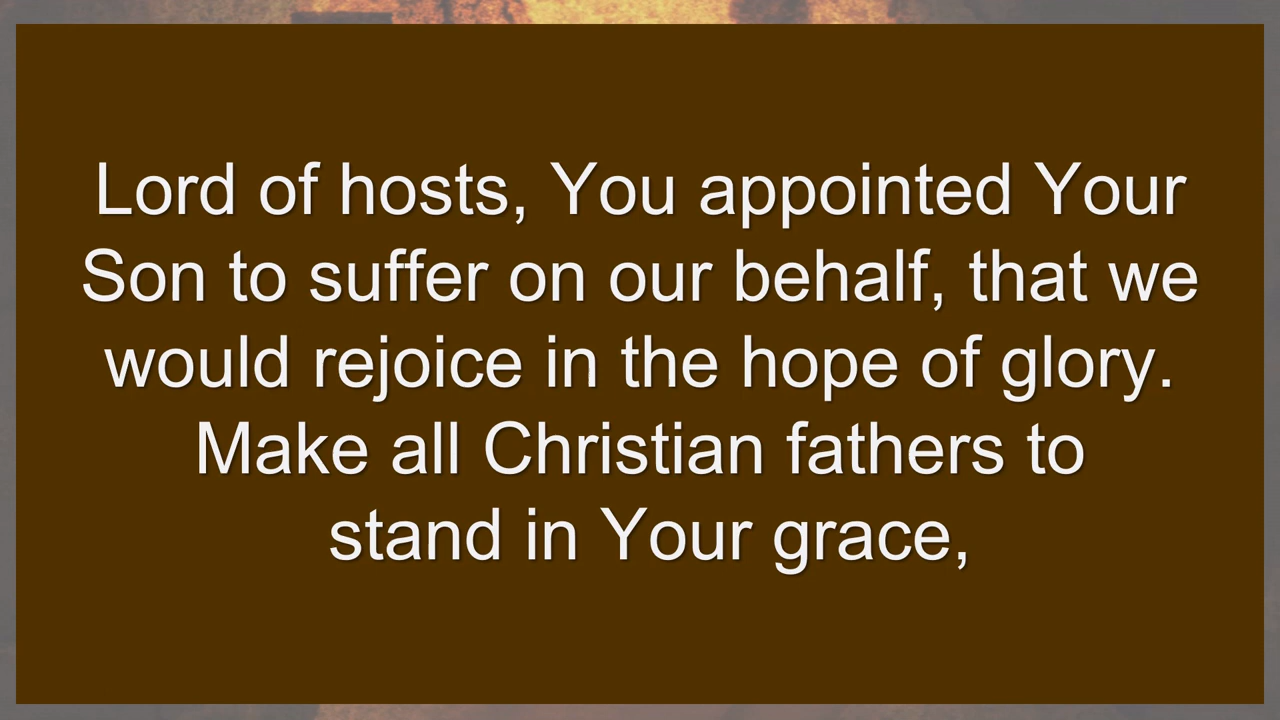 Lord of hosts, You appointed Your
Son to suffer on our behalf, that we
would rejoice in the hope of glory.
Make all Christian fathers to
stand in Your grace,